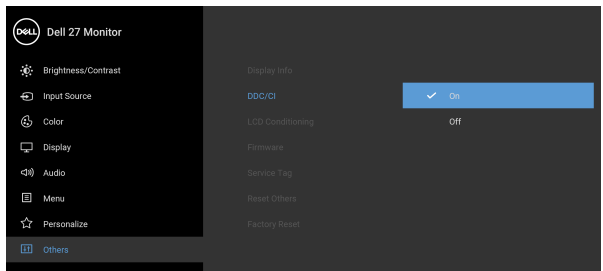 DELL Dell 27 Monitor
Brightness/Contrast
Input Source
Color
Display
Audio
Menu
Personalize
Others
Display Info
DDC/CI
LCD Conditioning
Firmware
Service Tag
Reset Others
Factory Reset
On
Off